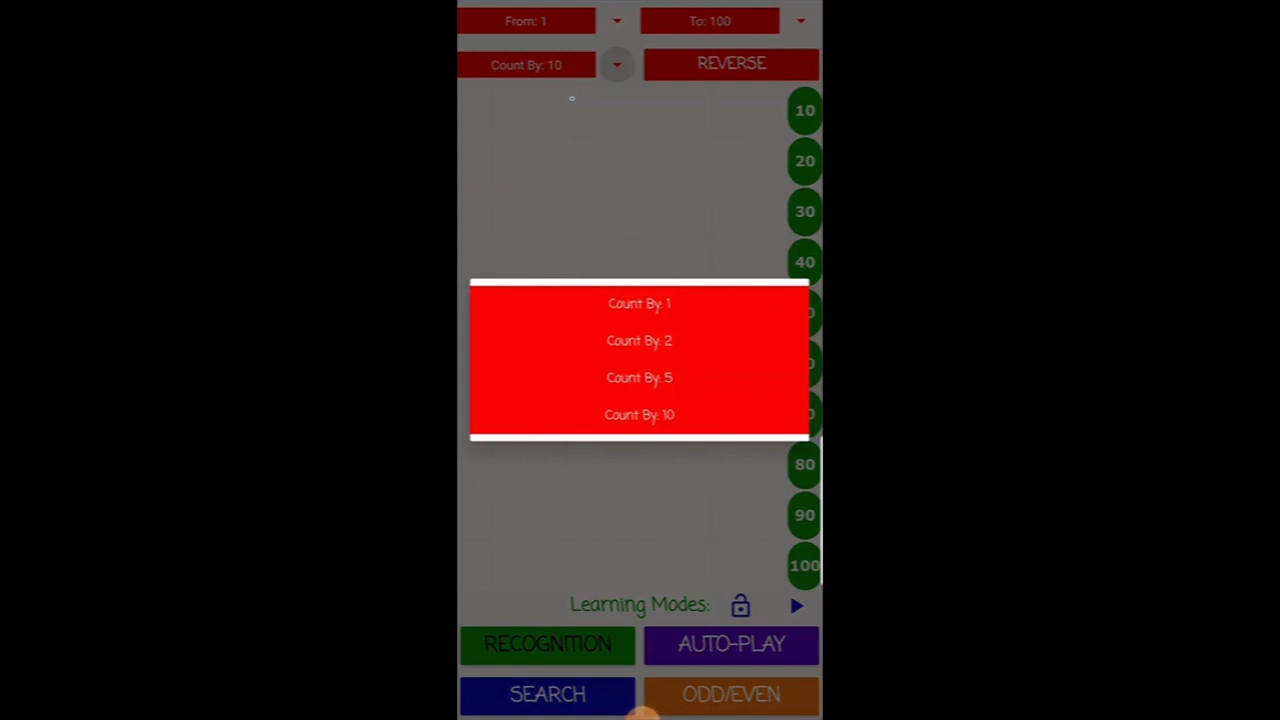 From: 1
To: 100
Count By: 10
REVERSE
10
20
30
40
Count By: 1
Count By: 2
Count By: 5
Count By: 10
80
90
100
Learning Modes:
RECOGNITION
AUTO-PLAY
SEARCH
ODD/EVEN